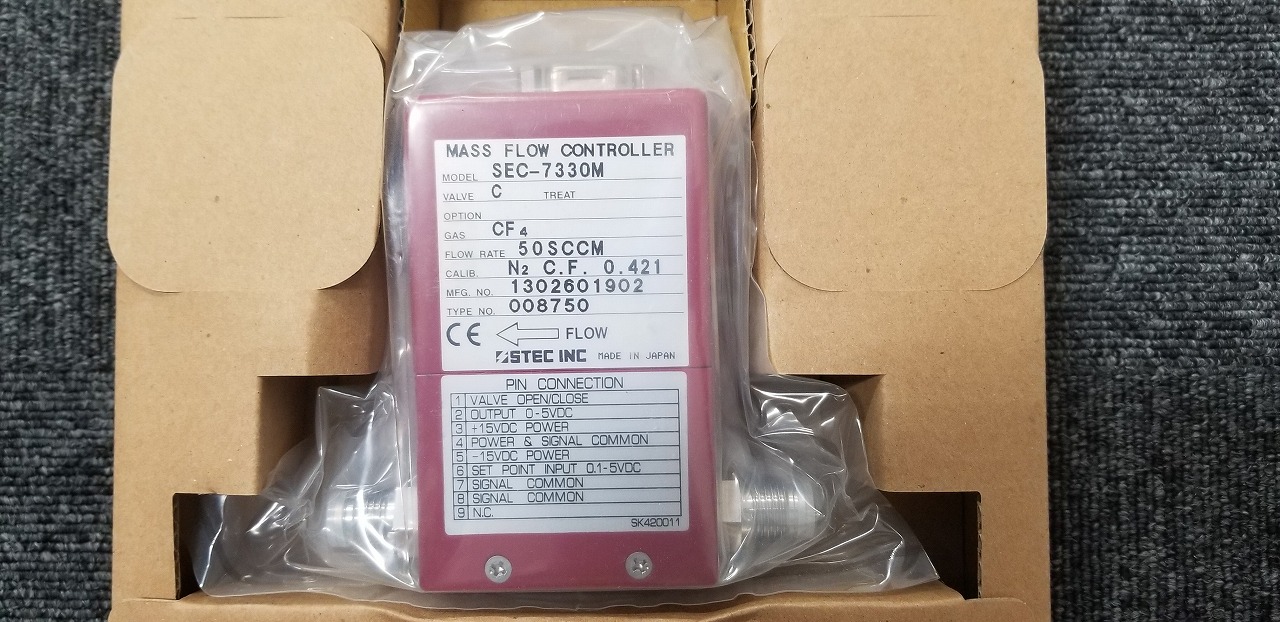 MASS FLOW CONTROLLER
MODEL SEC-7330M
VALVE C TREAT
OPTION
GAS CF₄
FLOW RATE 50SCCM
CALIB. N₂ C.F. 0.421
MFG. NO. 1302601902
TYPE NO. 008750
CE FLOW
STEC INC MADE IN JAPAN
PIN CONNECTION
1 VALVE OPEN/CLOSE
2 OUTPUT 0-5VDC
3 +15VDC POWER
4 POWER & SIGNAL COMMON
5 -15VDC POWER
6 SET POINT INPUT 0.1-5VDC
7 SIGNAL COMMON
8 SIGNAL COMMON
9 N.C.
SK420011